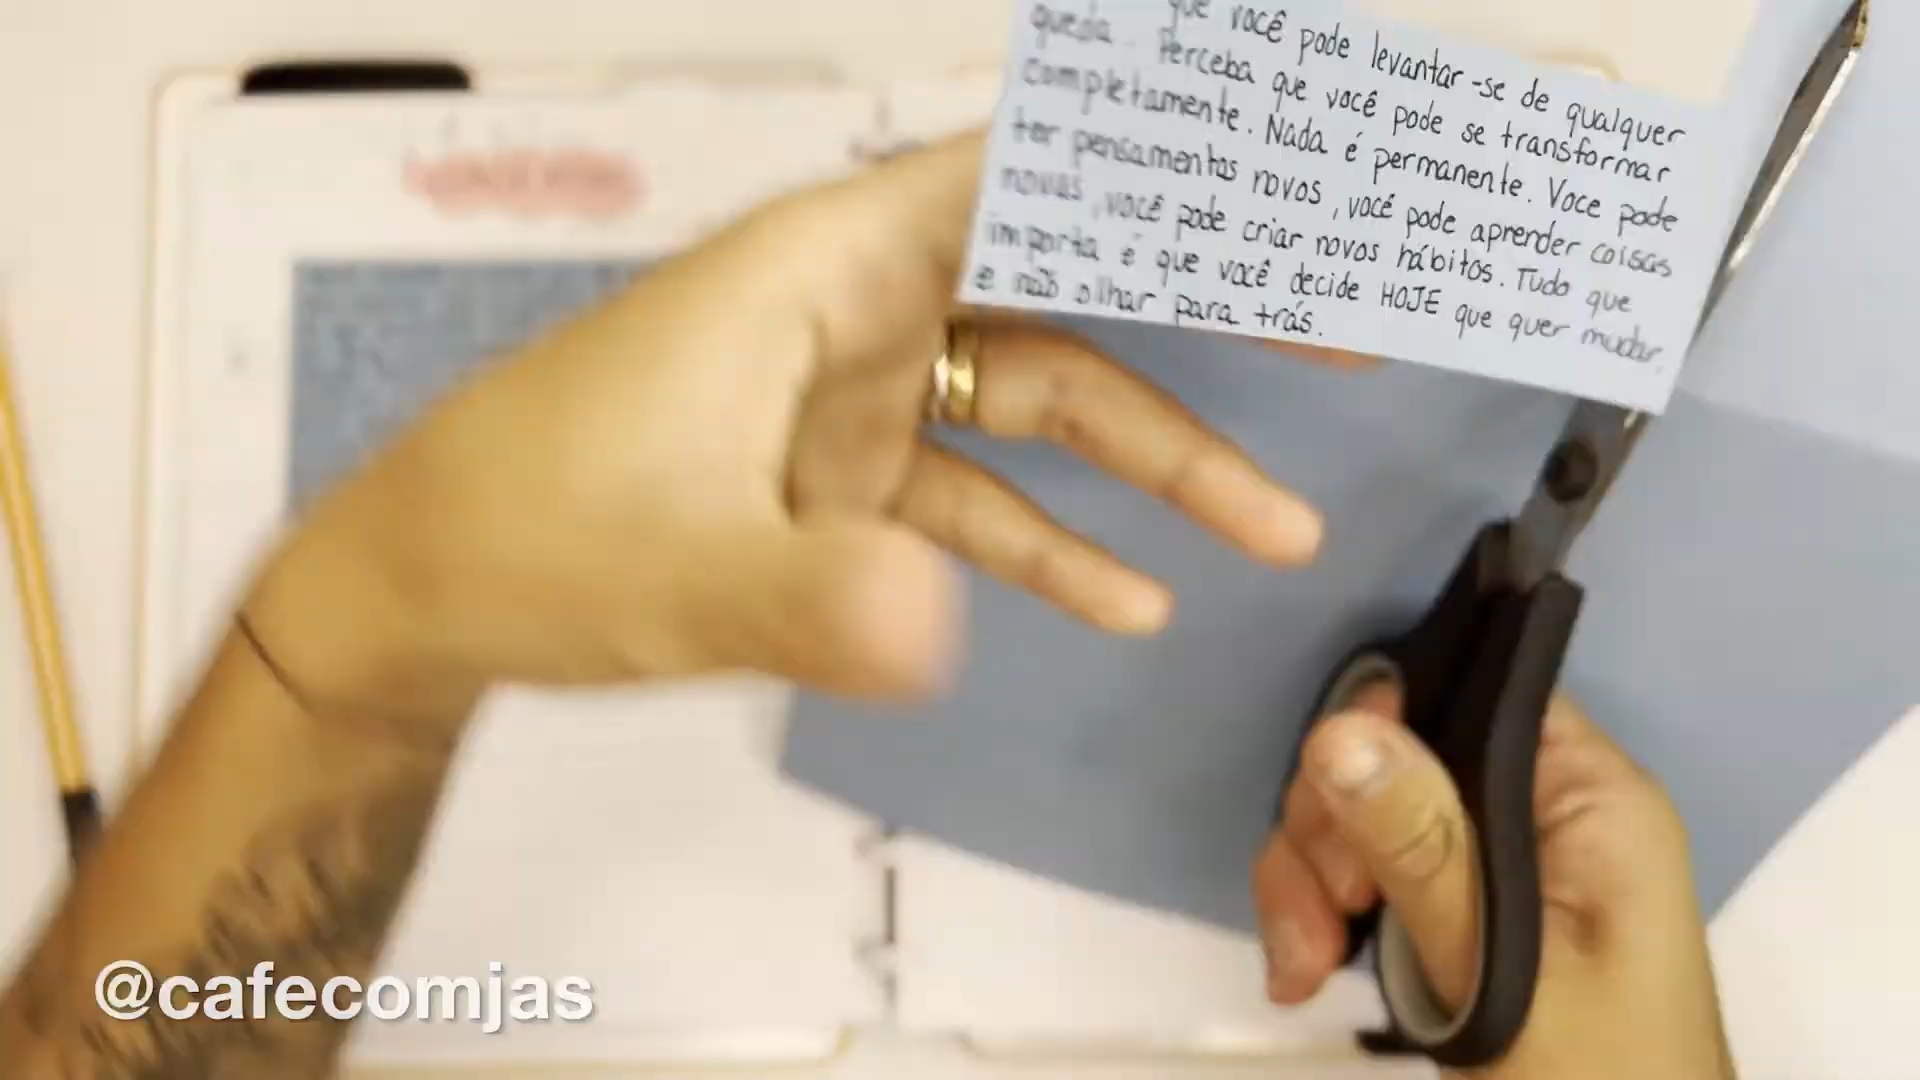 que você pode levantar-se de qualquer
queda. Perceba que você pode se transformar
completamente. Nada é permanente. Voce pode
ter pensamentos novos, você pode aprender coisas
novas, você pode criar novos hábitos. Tudo que
importa é que você decide HOJE que quer mudar,
e não olhar para trás.
@cafecomjas